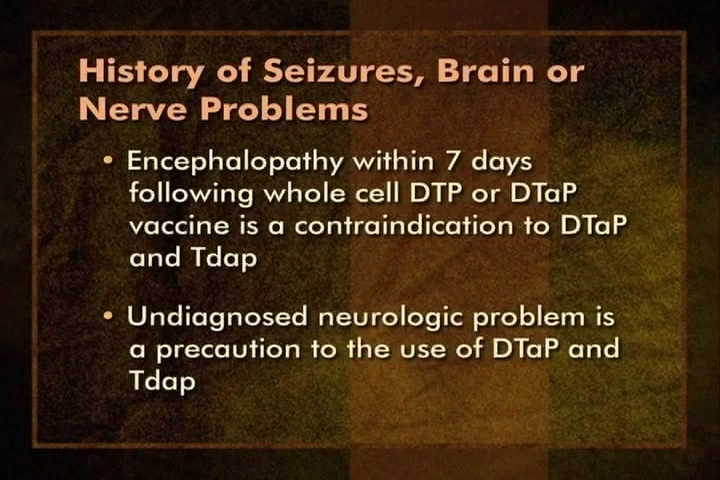 History of Seizures, Brain or
Nerve Problems
• Encephalopathy within 7 days
following whole cell DTP or DTaP
vaccine is a contraindication to DTaP
and Tdap
• Undiagnosed neurologic problem is
a precaution to the use of DTaP and
Tdap